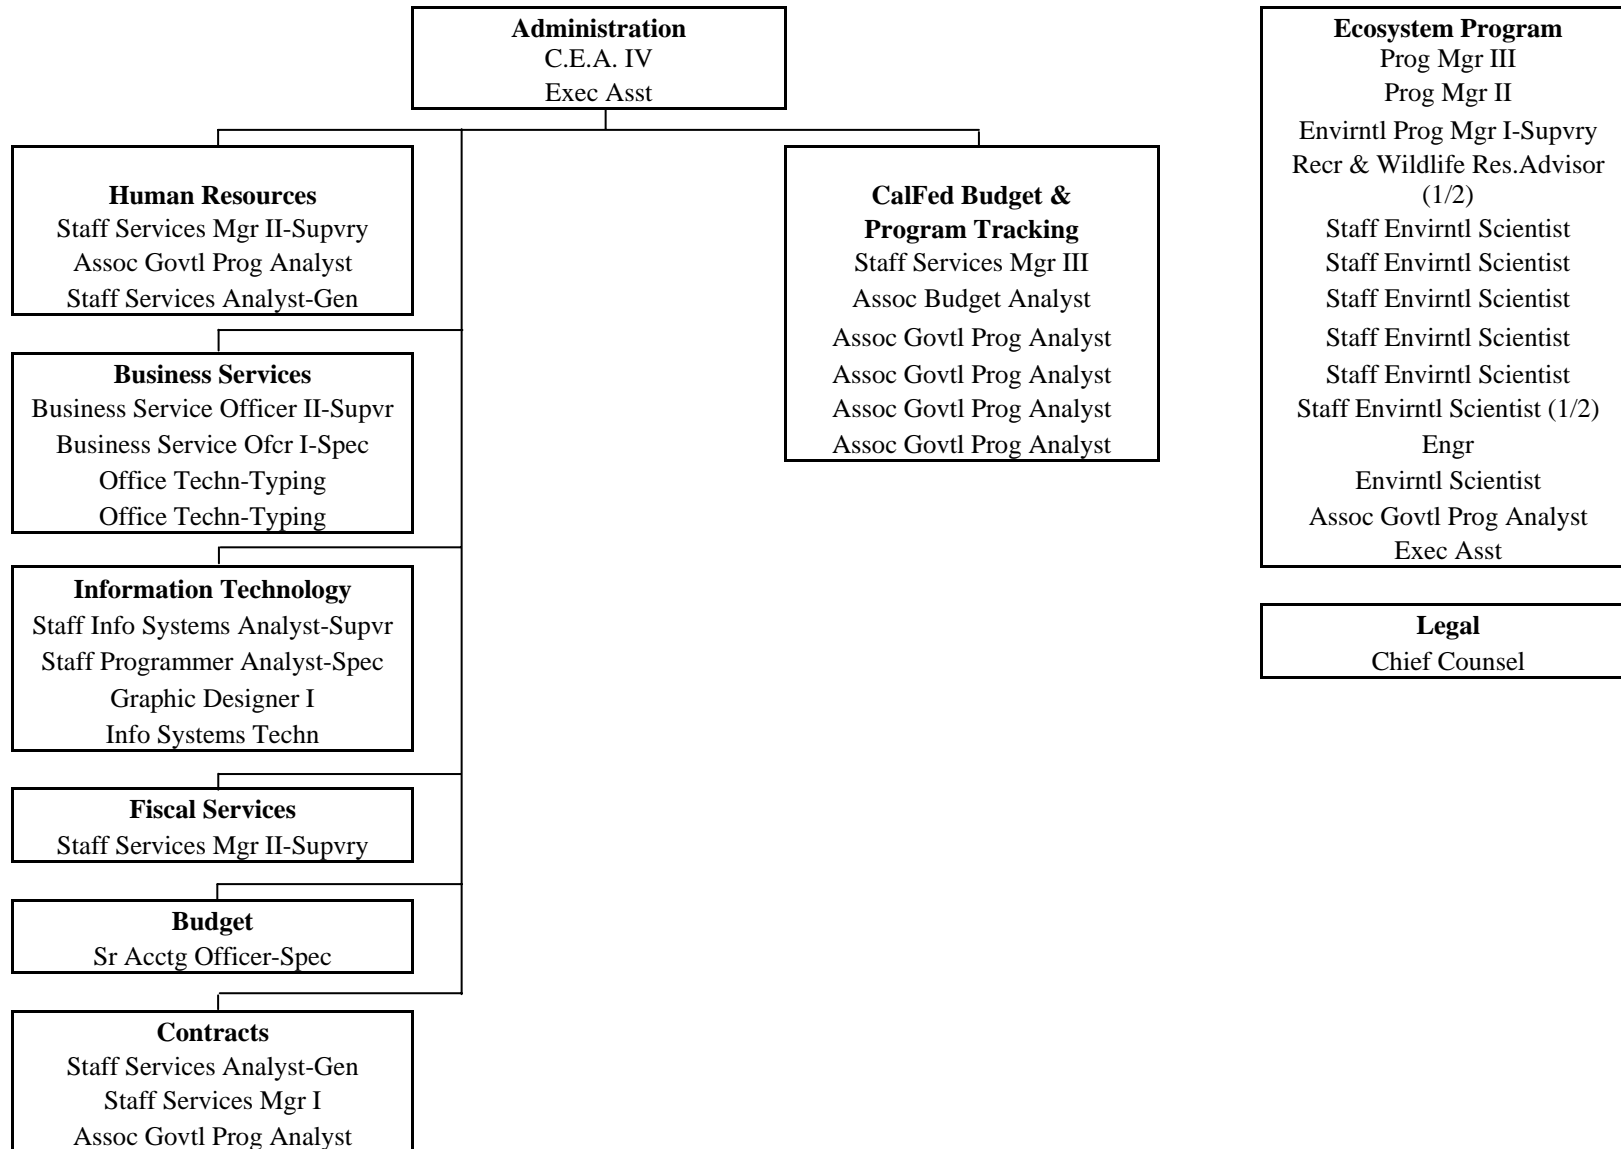 Administration
C.E.A. IV
Exec Asst
Human Resources
Staff Services Mgr II-Supvry
Assoc Govtl Prog Analyst
Staff Services Analyst-Gen
Business Services
Business Service Officer II-Supvr
Business Service Ofcr I-Spec
Office Techn-Typing
Office Techn-Typing
Information Technology
Staff Info Systems Analyst-Supvr
Staff Programmer Analyst-Spec
Graphic Designer I
Info Systems Techn
Fiscal Services
Staff Services Mgr II-Supvry
Budget
Sr Acctg Officer-Spec
Contracts
Staff Services Analyst-Gen
Staff Services Mgr I
Assoc Govtl Prog Analyst
CalFed Budget &
Program Tracking
Staff Services Mgr III
Assoc Budget Analyst
Assoc Govtl Prog Analyst
Assoc Govtl Prog Analyst
Assoc Govtl Prog Analyst
Assoc Govtl Prog Analyst
Ecosystem Program
Prog Mgr III
Prog Mgr II
Envirntl Prog Mgr I-Supvry
Recr & Wildlife Res.Advisor
(1/2)
Staff Envirntl Scientist
Staff Envirntl Scientist
Staff Envirntl Scientist
Staff Envirntl Scientist
Staff Envirntl Scientist
Staff Envirntl Scientist (1/2)
Engr
Envirntl Scientist
Assoc Govtl Prog Analyst
Exec Asst
Legal
Chief Counsel